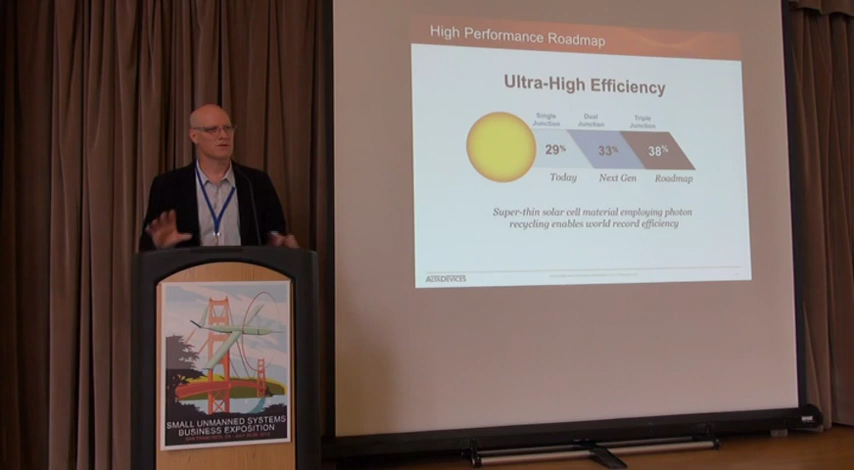 High Performance Roadmap
Ultra-High Efficiency
Single Junction
Dual Junction
Triple Junction
29%
33%
38%
Today
Next Gen
Roadmap
Super-thin solar cell material employing photon
recycling enables world record efficiency
ALTADEVICES
SMALL UNMANNED SYSTEMS
BUSINESS EXPOSITION